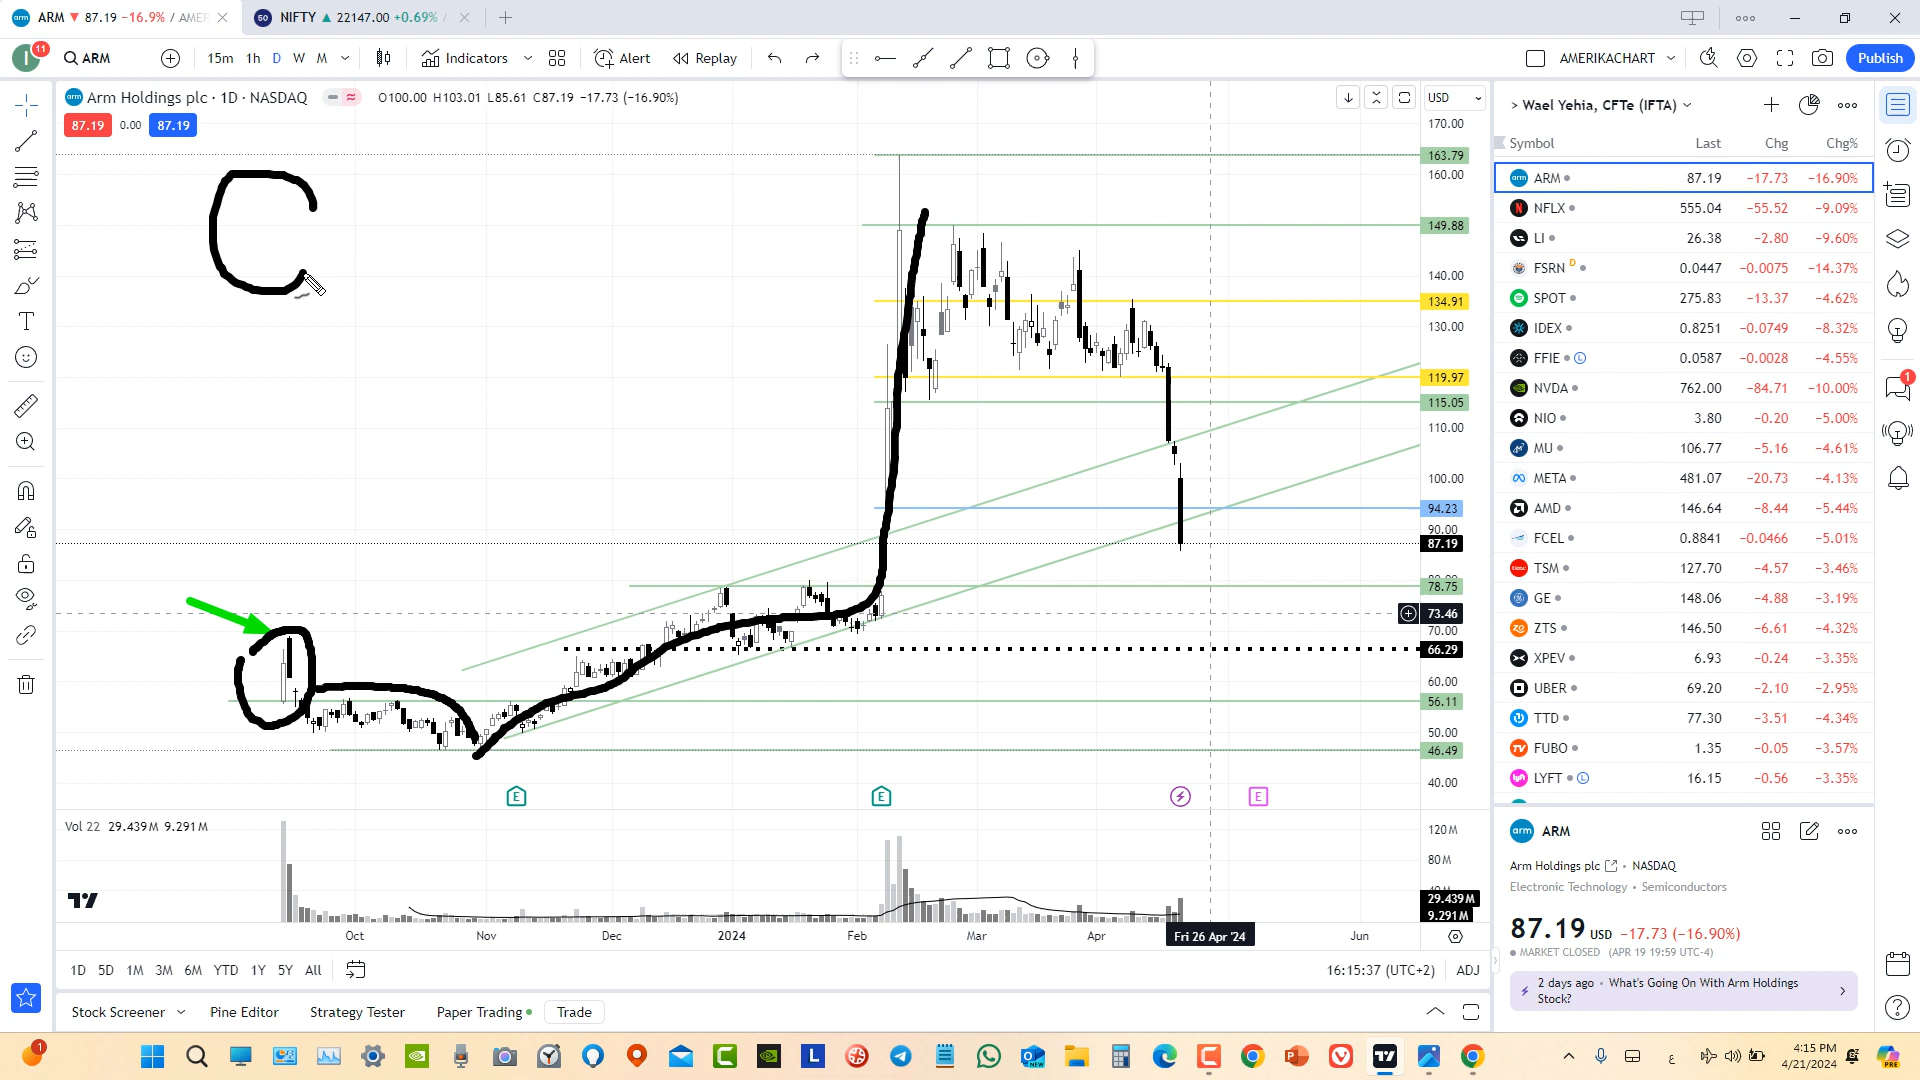 ARM ▼ 87.19 −16.9% / AMER
NIFTY ▲ 22147.00 +0.69% /
11
ARM
15m 1h D W M
Indicators
Alert
Replay
AMERIKACHART
Publish
Arm Holdings plc · 1D · NASDAQ
O100.00 H103.01 L85.61 C87.19 −17.73 (−16.90%)
87.19 0.00 87.19
USD
170.00
163.79
160.00
149.88
140.00
134.91
130.00
119.97
115.05
110.00
100.00
94.23
90.00
87.19
78.75
73.46
70.00
66.29
60.00
56.11
50.00
46.49
40.00
C
E E E
Vol 22 29.439M 9.291M
120M
80M
29.439M
9.291M
Oct Nov Dec 2024 Feb Mar Apr Fri 26 Apr '24 Jun
1D 5D 1M 3M 6M YTD 1Y 5Y All
16:15:37 (UTC+2) ADJ
Stock Screener Pine Editor Strategy Tester Paper Trading Trade
> Wael Yehia, CFTe (IFTA)
Symbol Last Chg Chg%
ARM 87.19 −17.73 −16.90%
NFLX 555.04 −55.52 −9.09%
LI 26.38 −2.80 −9.60%
FSRN D 0.0447 −0.0075 −14.37%
SPOT 275.83 −13.37 −4.62%
IDEX 0.8251 −0.0749 −8.32%
FFIE L 0.0587 −0.0028 −4.55%
NVDA 762.00 −84.71 −10.00%
NIO 3.80 −0.20 −5.00%
MU 106.77 −5.16 −4.61%
META 481.07 −20.73 −4.13%
AMD 146.64 −8.44 −5.44%
FCEL 0.8841 −0.0466 −5.01%
TSM 127.70 −4.57 −3.46%
GE 148.06 −4.88 −3.19%
ZTS 146.50 −6.61 −4.32%
XPEV 6.93 −0.24 −3.35%
UBER 69.20 −2.10 −2.95%
TTD 77.30 −3.51 −4.34%
FUBO 1.35 −0.05 −3.57%
LYFT L 16.15 −0.56 −3.35%
ARM
Arm Holdings plc • NASDAQ
Electronic Technology • Semiconductors
87.19 USD −17.73 (−16.90%)
MARKET CLOSED (APR 19 19:59 UTC-4)
2 days ago • What's Going On With Arm Holdings
Stock?
1
1
4:15 PM
4/21/2024